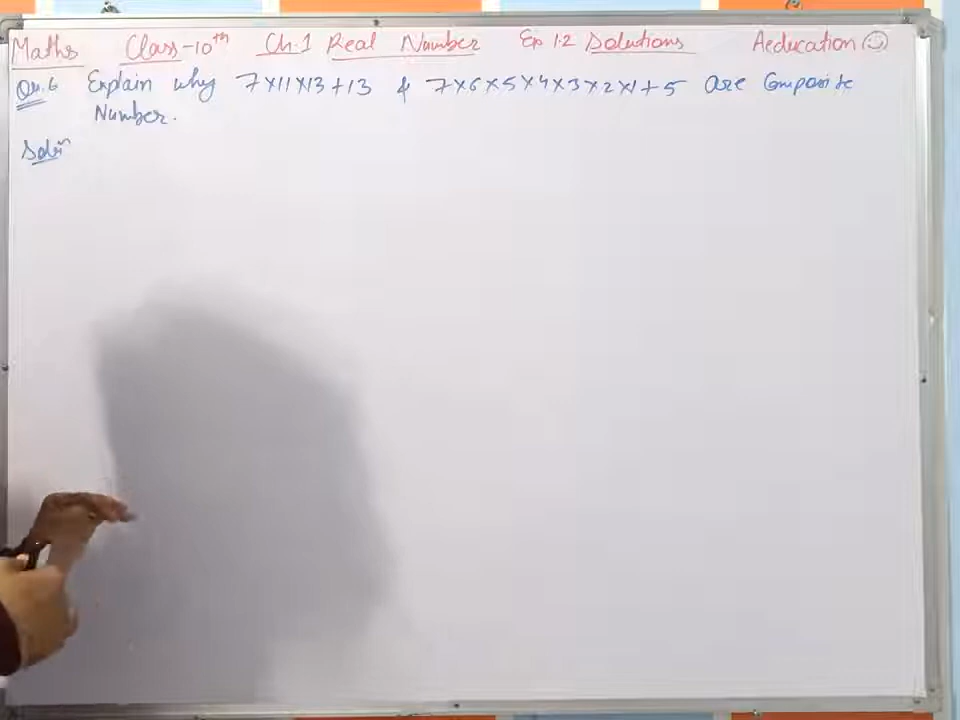 Maths Class-10th Ch.1 Real Number Ex 1.2 Solutions Aeducation
Qn.6 Explain why 7×11×13+13 & 7×6×5×4×3×2×1+5 are Composite
Number.
Solⁿ